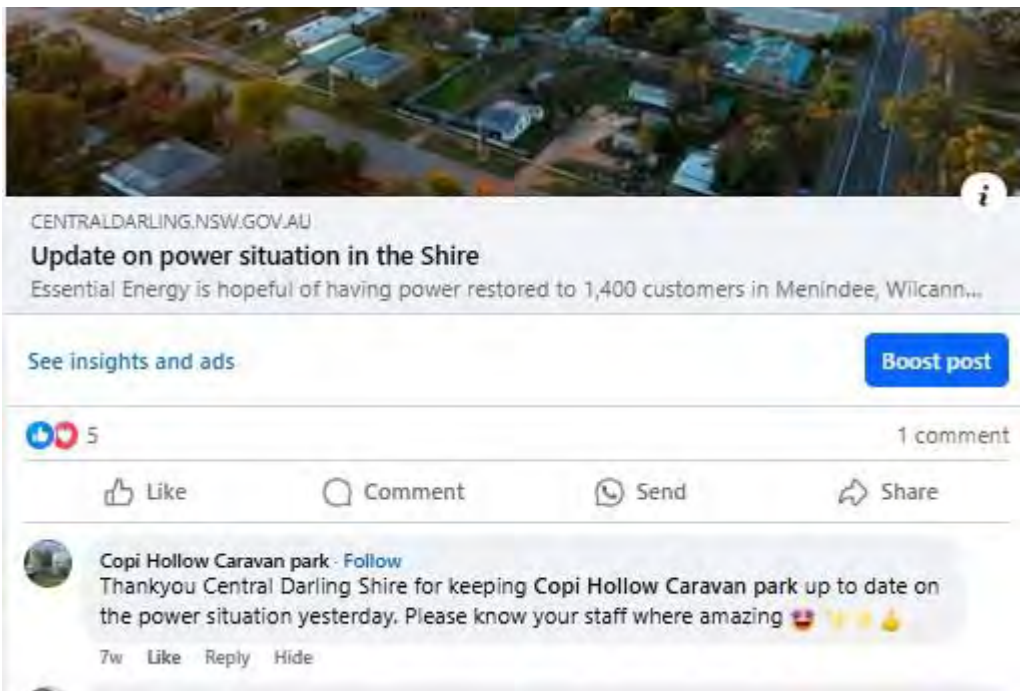 CENTRALDARLING.NSW.GOV.AU
Update on power situation in the Shire
Essential Energy is hopeful of having power restored to 1,400 customers in Menindee, Wilcann...
See insights and ads
Boost post
5
1 comment
Like
Comment
Send
Share
Copi Hollow Caravan park · Follow
Thankyou Central Darling Shire for keeping Copi Hollow Caravan park up to date on
the power situation yesterday. Please know your staff where amazing
7w Like Reply Hide